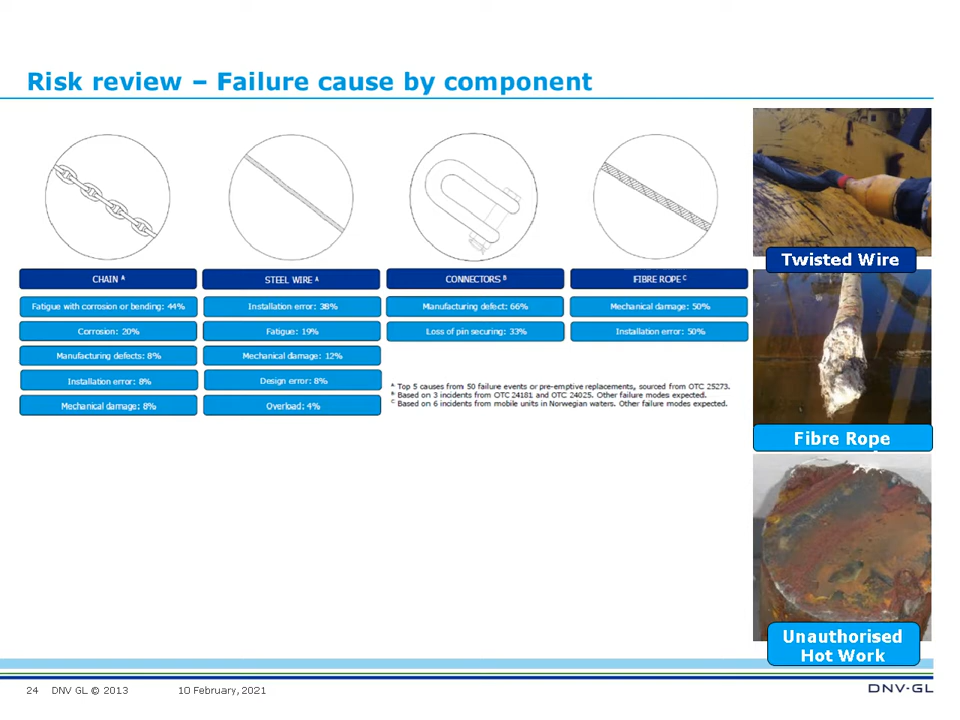 Risk review – Failure cause by component
CHAIN A
Fatigue with corrosion or bending: 44%
Corrosion: 20%
Manufacturing defects: 8%
Installation error: 8%
Mechanical damage: 8%
STEEL WIRE A
Installation error: 38%
Fatigue: 19%
Mechanical damage: 12%
Design error: 8%
Overload: 4%
CONNECTORS B
Manufacturing defect: 66%
Loss of pin securing: 33%
FIBRE ROPE C
Mechanical damage: 50%
Installation error: 50%
A Top 5 causes from 50 failure events or pre-emptive replacements, sourced from OTC 25273.
B Based on 3 incidents from OTC 24181 and OTC 24025. Other failure modes expected.
C Based on 6 incidents from mobile units in Norwegian waters. Other failure modes expected.
Twisted Wire
Fibre Rope
Unauthorised
Hot Work
24 DNV GL © 2013 10 February, 2021
DNV·GL